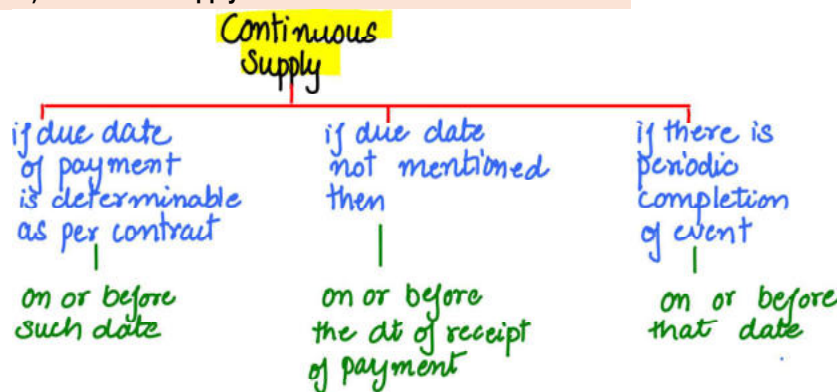 Supply
Continuous
Supply
if due date
of payment
is determinable
as per contract
on or before
such date
if due date
not mentioned
then
on or before
the dt of receipt
of payment
if there is
periodic
completion
of event
on or before
that date